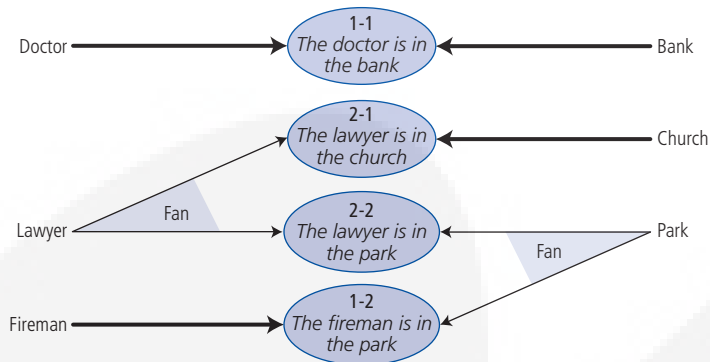 1-1
Doctor
The doctor is in
the bank
Bank
2-1
The lawyer is in
the church
Church
Fan
2-2
Lawyer
The lawyer is in
the park
Park
Fan
1-2
Fireman
The fireman is in
the park